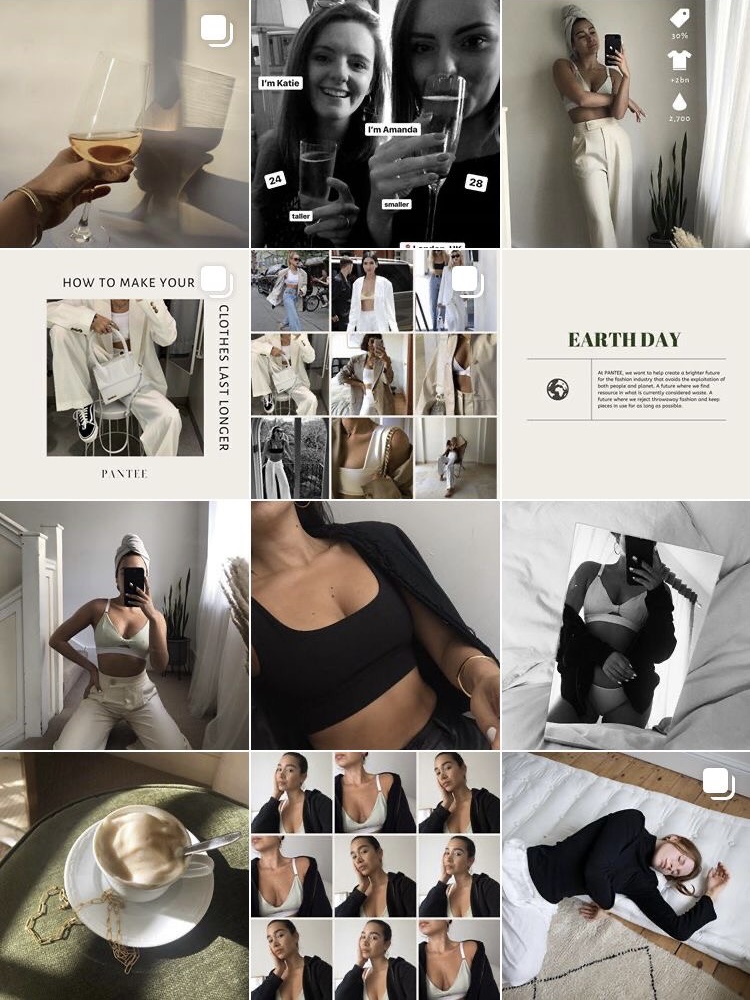 I'm Katie
I'm Amanda
24
28
taller
smaller
London, UK
30%
+2bn
2,700
HOW TO MAKE YOUR
CLOTHES LAST LONGER
PANTEE
EARTH DAY
At PANTEE, we want to help create a brighter future
for the fashion industry that avoids the exploitation of
both people and planet. A future where we find
resource in what is currently considered waste. A
future where we reject throwaway fashion and keep
pieces in use for as long as possible.